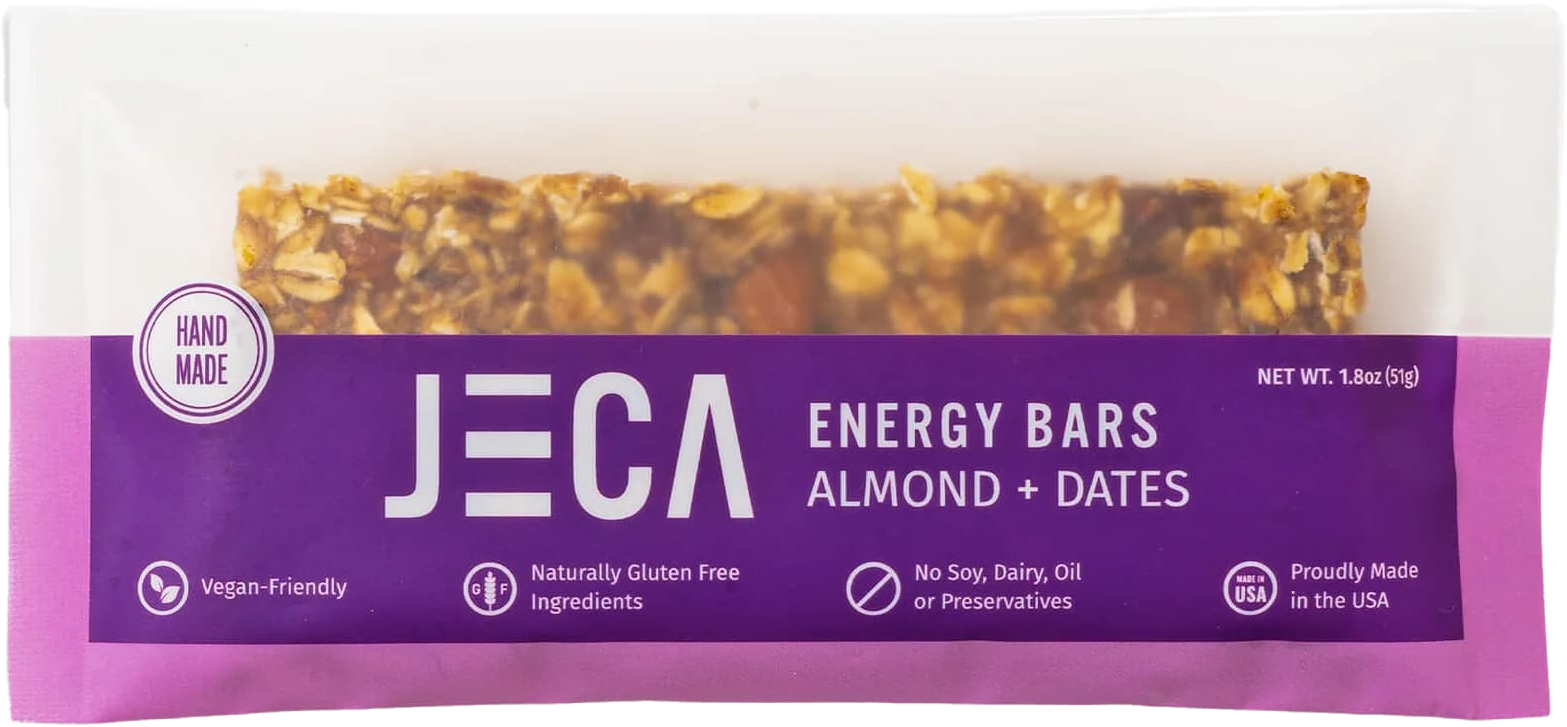 HAND
MADE
JECA
ENERGY BARS
ALMOND + DATES
NET WT. 1.8oz (51g)
Vegan-Friendly
G F
Naturally Gluten Free
Ingredients
No Soy, Dairy, Oil
or Preservatives
MADE IN
USA
Proudly Made
in the USA